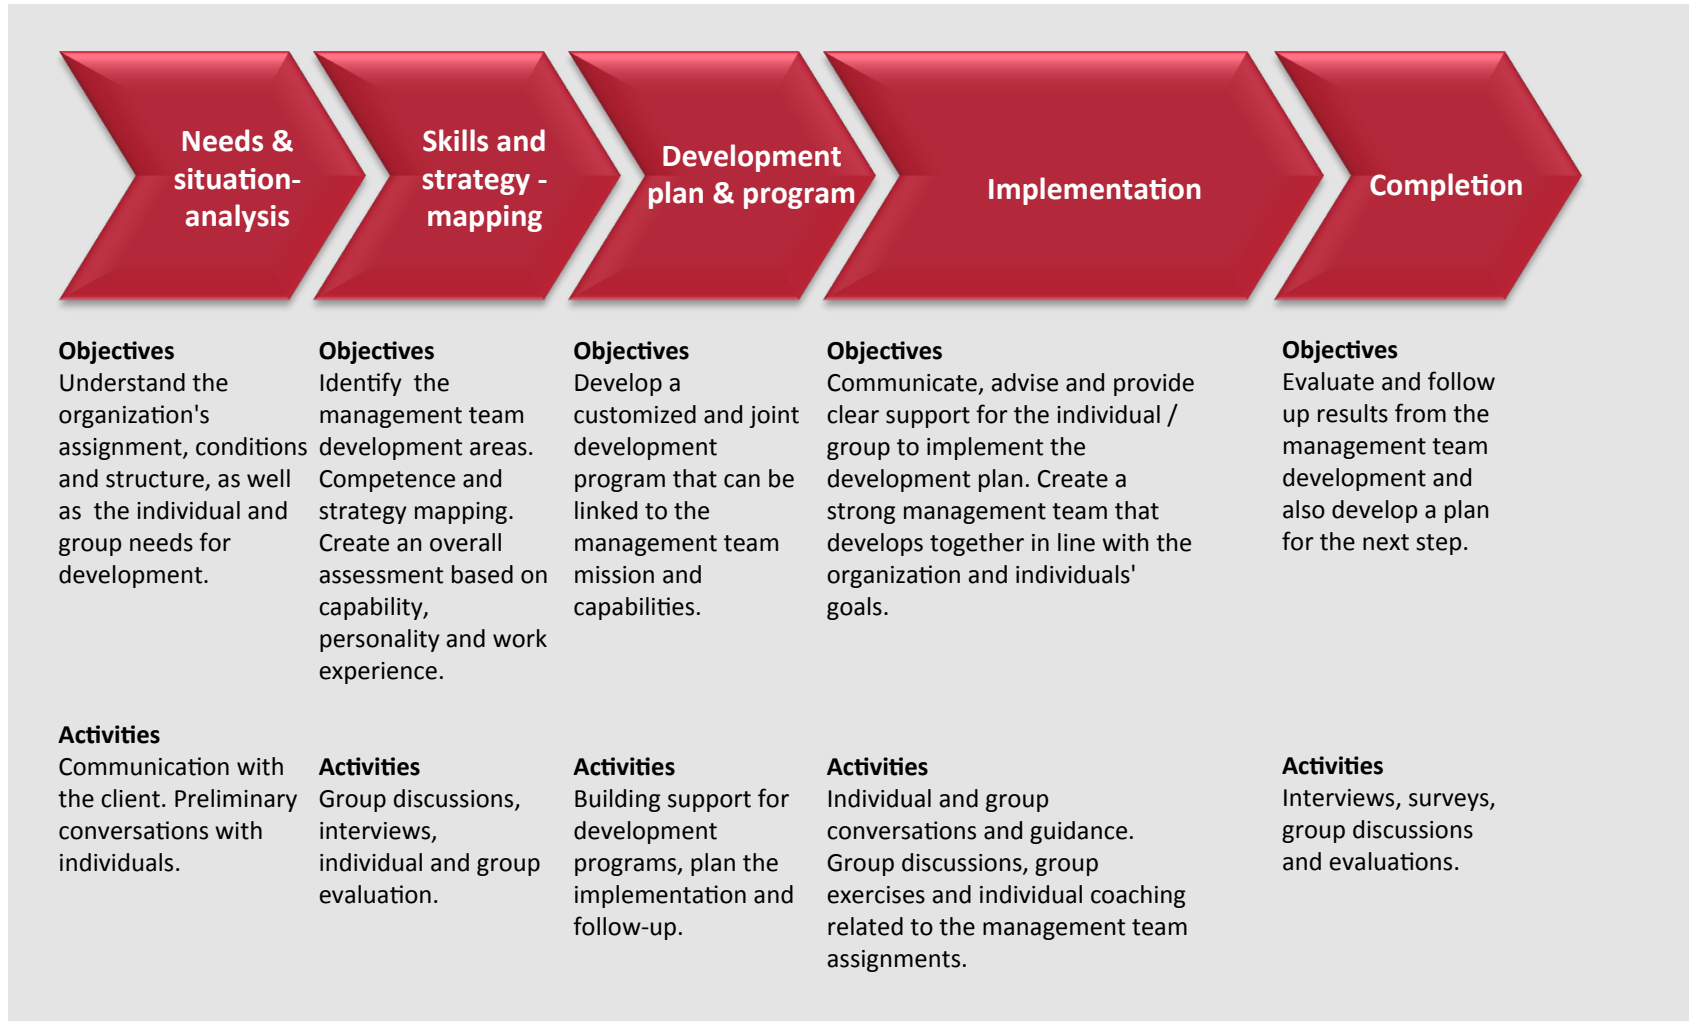 Needs &
situation-
analysis
Skills and
strategy -
mapping
Development
plan & program
Implementation
Completion
Objectives
Understand the
organization's
assignment, conditions
and structure, as well
as  the individual and
group needs for
development.
Activities
Communication with
the client. Preliminary
conversations with
individuals.
Objectives
Identify  the
management team
development areas.
Competence and
strategy mapping.
Create an overall
assessment based on
capability,
personality and work
experience.
Activities
Group discussions,
interviews,
individual and group
evaluation.
Objectives
Develop a
customized and joint
development
program that can be
linked to the
management team
mission and
capabilities.
Activities
Building support for
development
programs, plan the
implementation and
follow-up.
Objectives
Communicate, advise and provide
clear support for the individual /
group to implement the
development plan. Create a
strong management team that
develops together in line with the
organization and individuals'
goals.
Activities
Individual and group
conversations and guidance.
Group discussions, group
exercises and individual coaching
related to the management team
assignments.
Objectives
Evaluate and follow
up results from the
management team
development and
also develop a plan
for the next step.
Activities
Interviews, surveys,
group discussions
and evaluations.